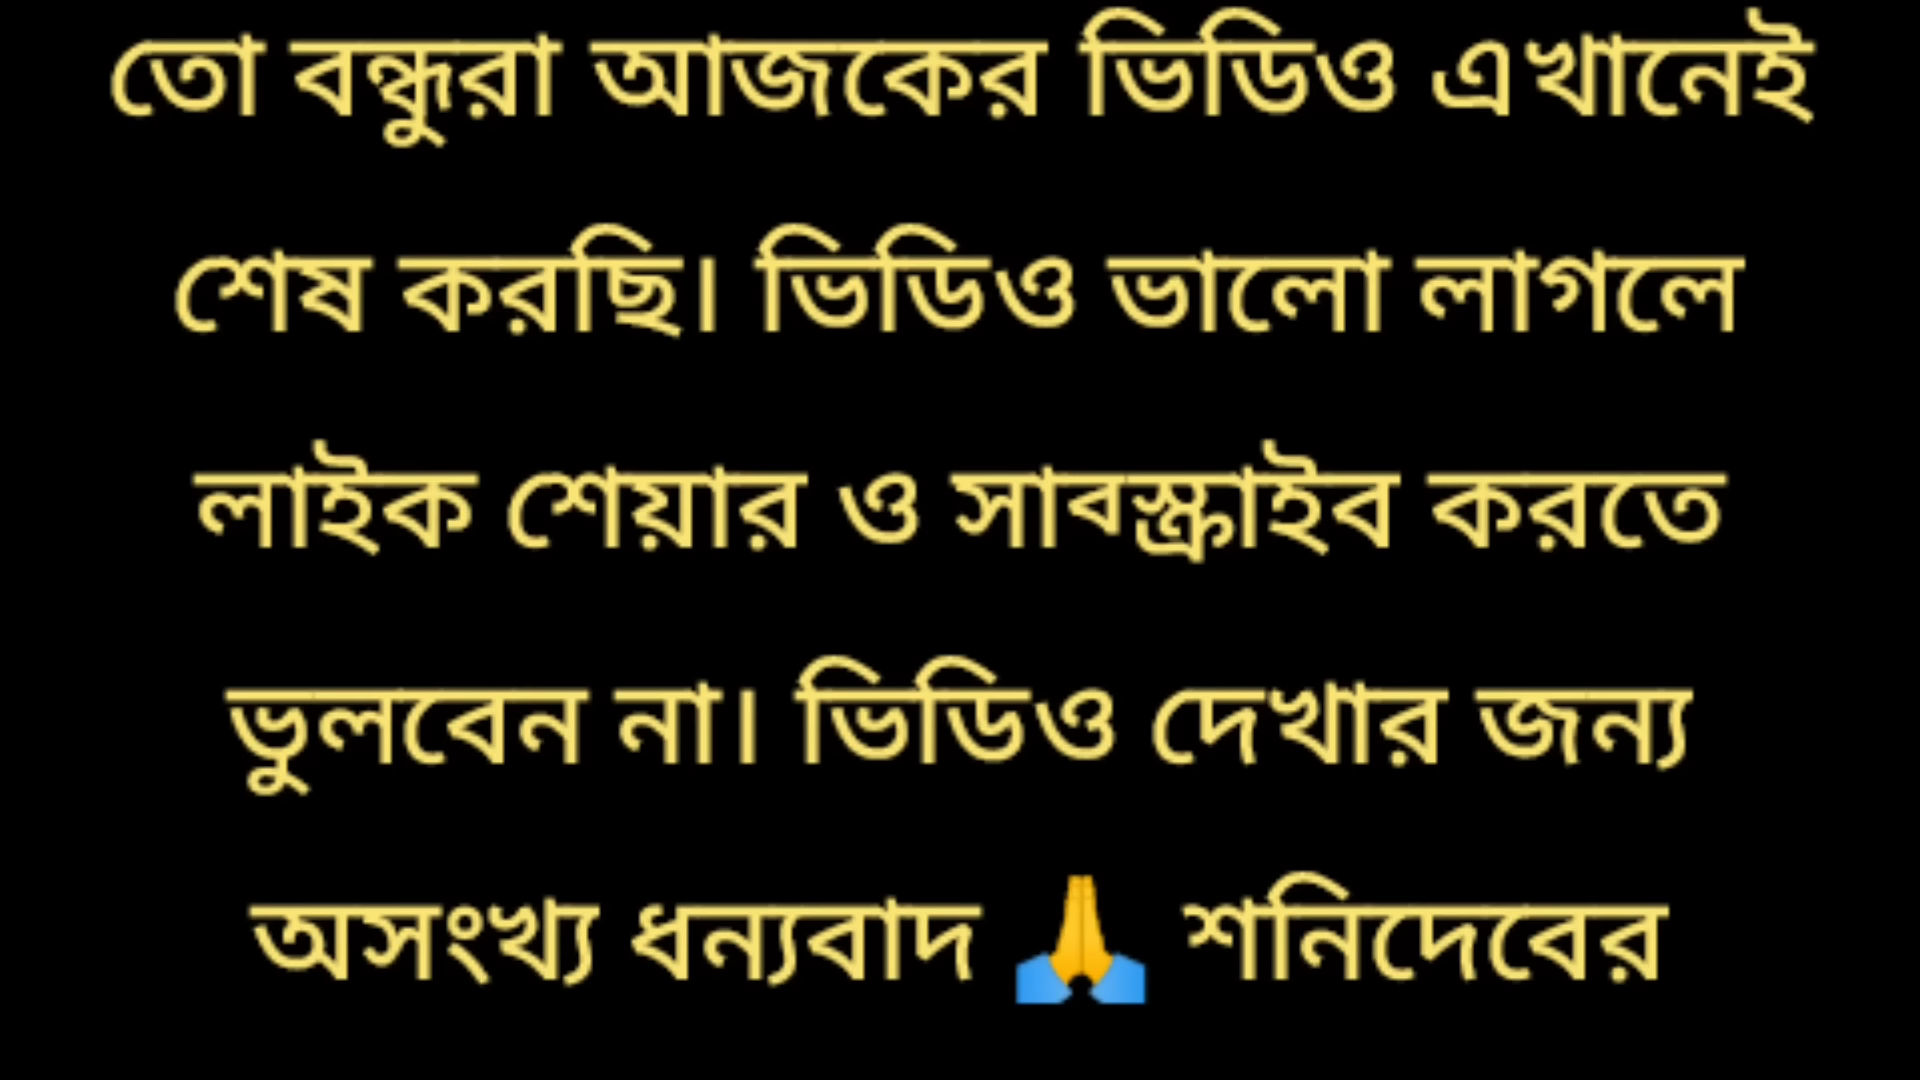 তো বন্ধুরা আজকের ভিডিও এখানেই
শেষ করছি। ভিডিও ভালো লাগলে
লাইক শেয়ার ও সাবস্ক্রাইব করতে
ভুলবেন না। ভিডিও দেখার জন্য
অসংখ্য ধন্যবাদ 🙏 শনিদেবের